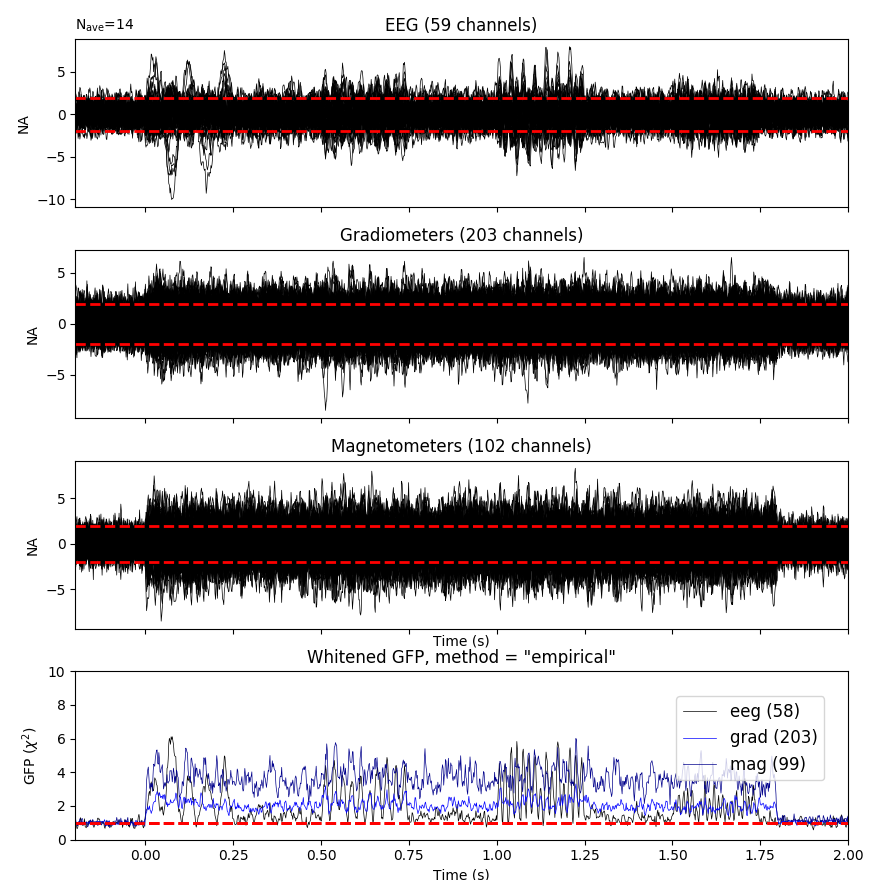 N_ave=14
EEG (59 channels)
NA
5
0
−5
−10
Gradiometers (203 channels)
NA
5
0
−5
Magnetometers (102 channels)
NA
5
0
−5
Time (s)
Whitened GFP, method = "empirical"
GFP (χ²)
10
8
6
4
2
0
eeg (58)
grad (203)
mag (99)
0.00 0.25 0.50 0.75 1.00 1.25 1.50 1.75 2.00
Time (s)